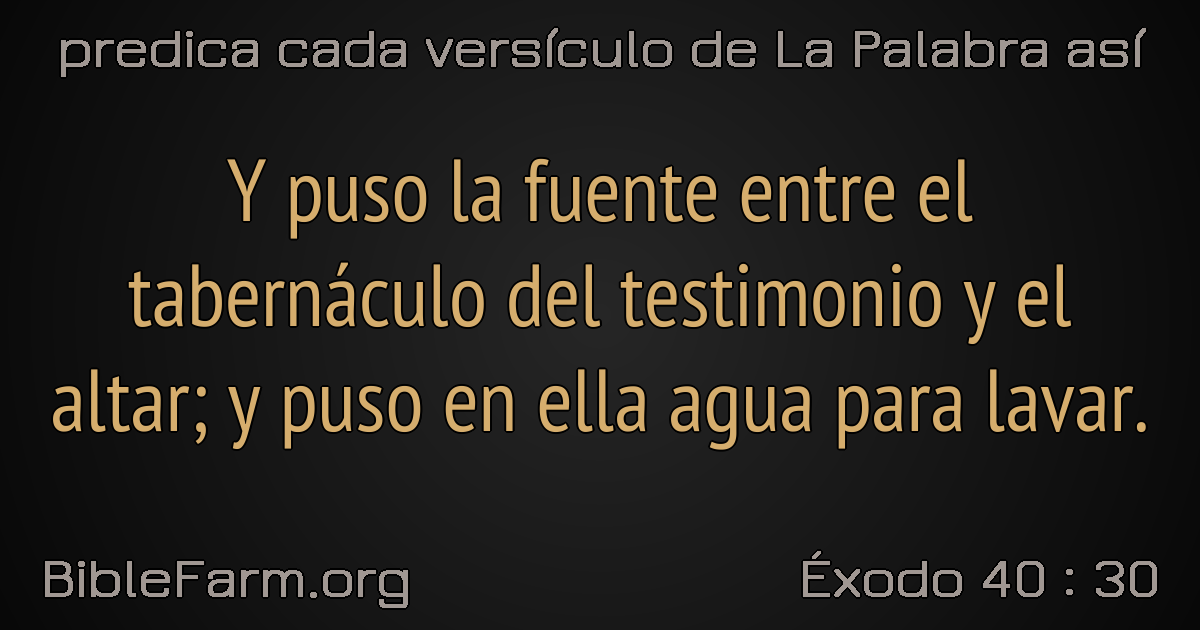 predica cada versículo de La Palabra así
Y puso la fuente entre el
tabernáculo del testimonio y el
altar; y puso en ella agua para lavar.
BibleFarm.org
Éxodo 40 : 30